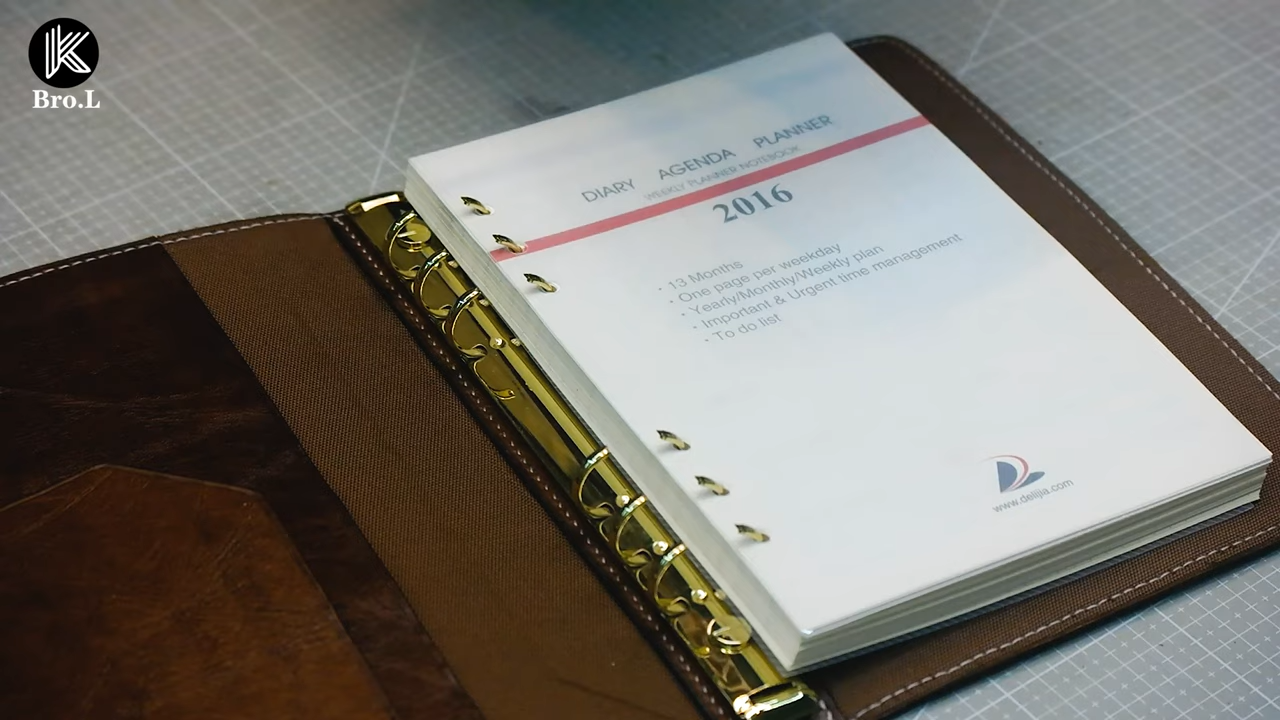 K
Bro.L
DIARY AGENDA PLANNER
WEEKLY PLANNER NOTEBOOK
2016
· 13 Months
· One page per weekday
· Yearly/Monthly/Weekly plan
· Important & Urgent time management
· To do list
www.delijia.com